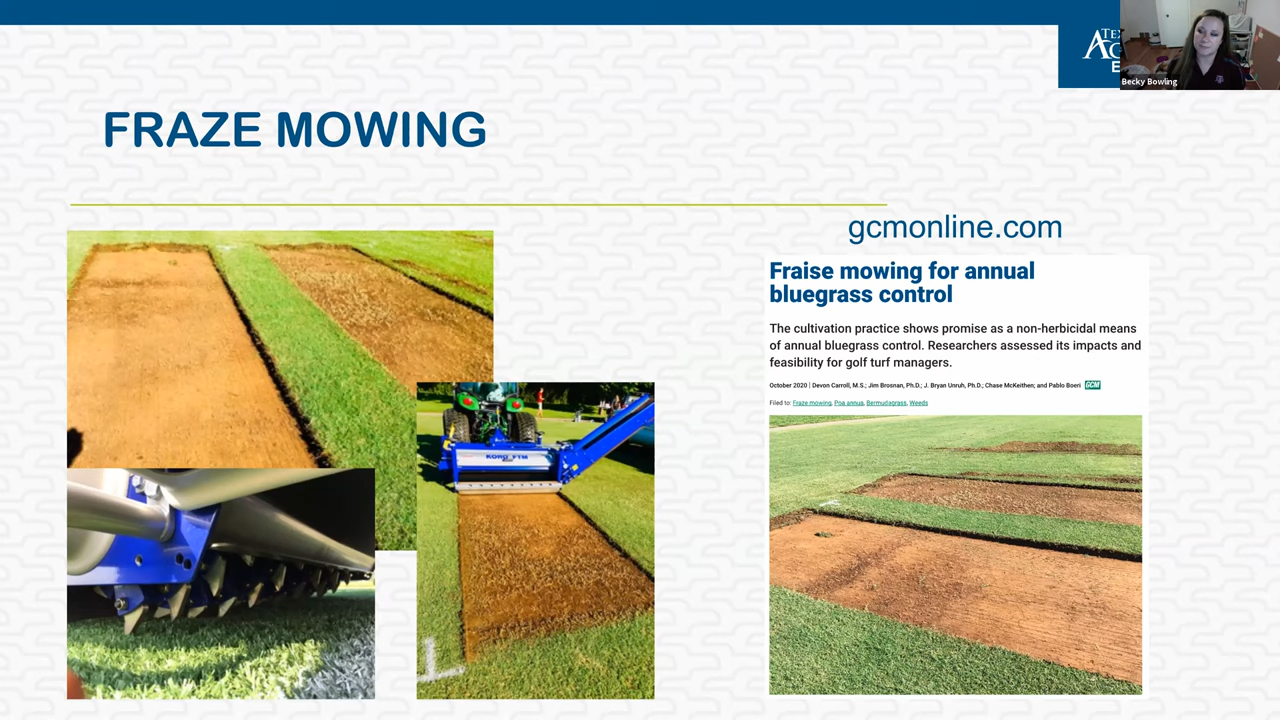 Becky Bowling
FRAZE MOWING
gcmonline.com
Fraise mowing for annual
bluegrass control
The cultivation practice shows promise as a non-herbicidal means
of annual bluegrass control. Researchers assessed its impacts and
feasibility for golf turf managers.
October 2020 | Devon Carroll, M.S.; Jim Brosnan, Ph.D.; J. Bryan Unruh, Ph.D.; Chase McKeithen; and Pablo Boeri GCM
Filed to: Fraze mowing, Poa annua, Bermudagrass, Weeds
KORO FTM